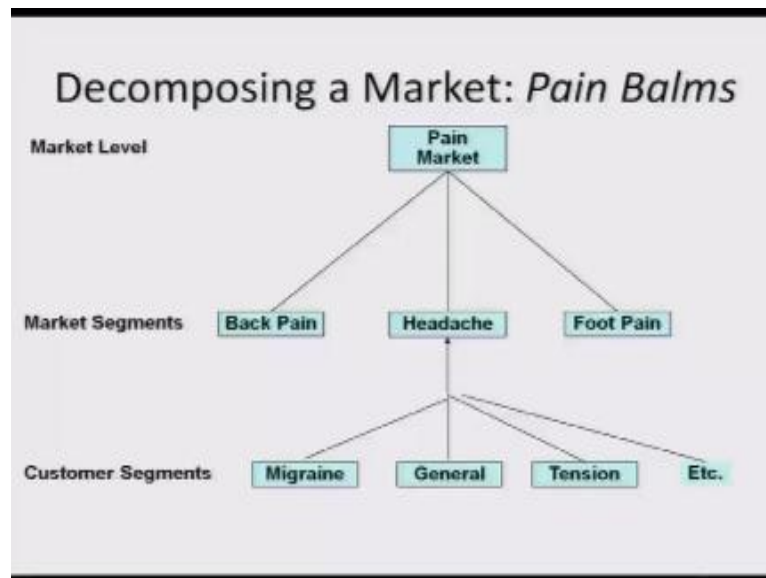 Decomposing a Market: Pain Balms
Market Level
Pain
Market
Market Segments
Back Pain
Headache
Foot Pain
Customer Segments
Migraine
General
Tension
Etc.